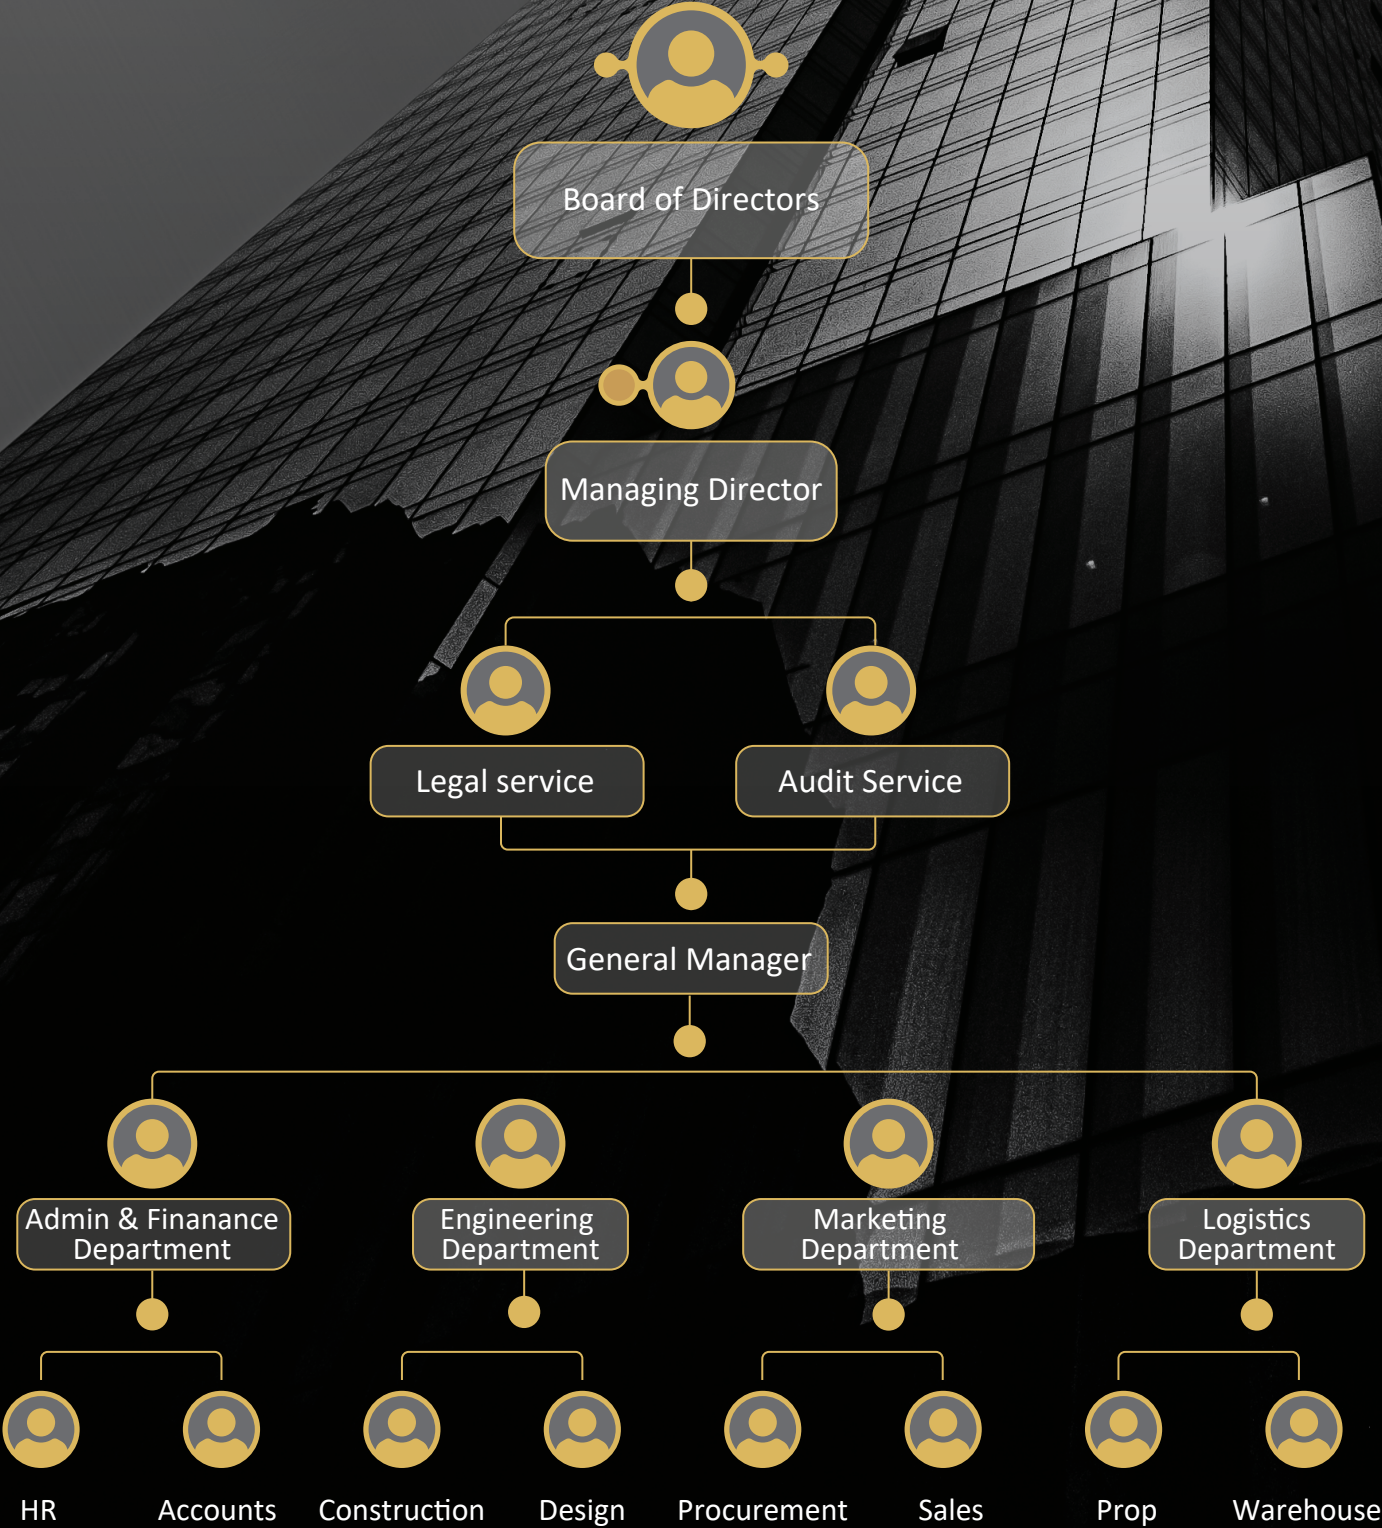 Board of Directors
Managing Director
Legal service
Audit Service
General Manager
Admin & Finanance
Department
Engineering
Department
Marketing
Department
Logistics
Department
HR
Accounts
Construction
Design
Procurement
Sales
Prop
Warehouse